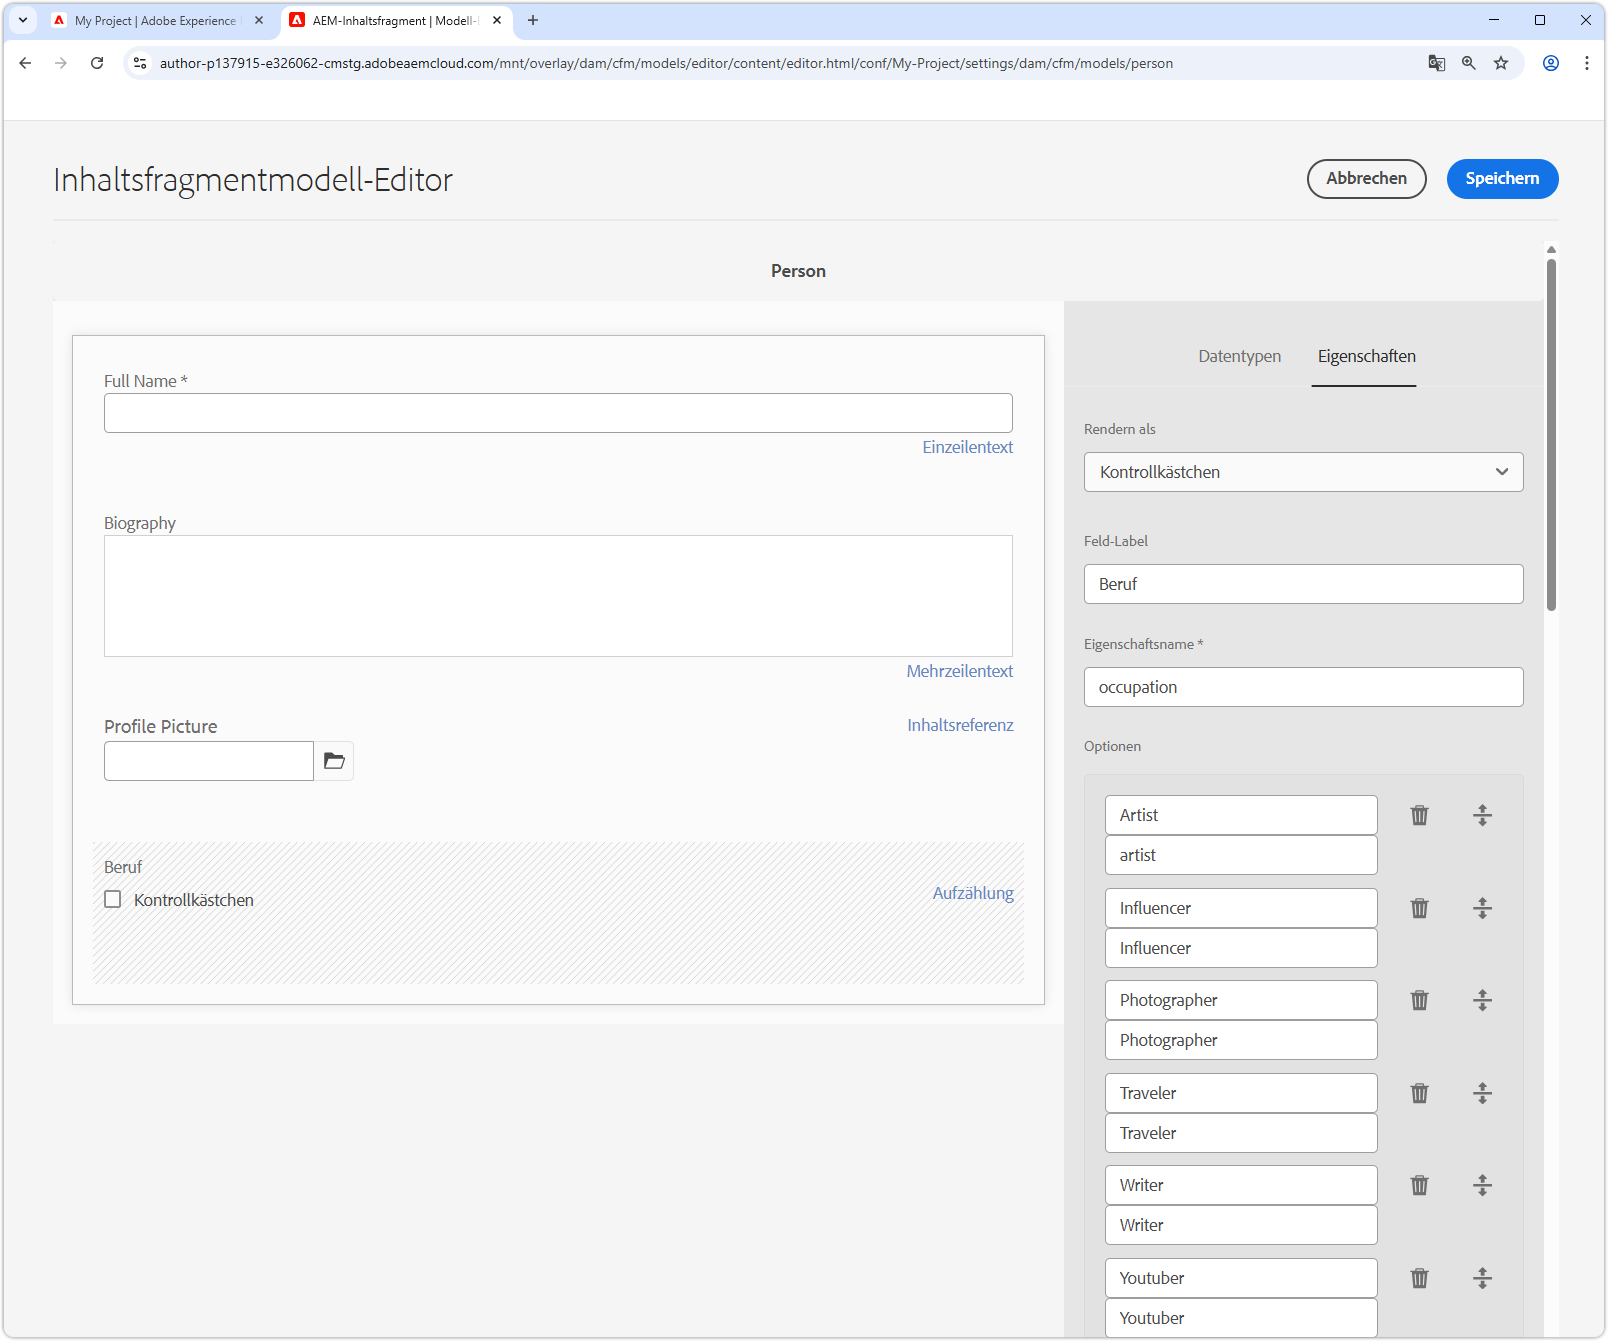 My Project | Adobe Experience
AEM-Inhaltsfragment | Modell-
author-p137915-e326062-cmstg.adobeaemcloud.com/mnt/overlay/dam/cfm/models/editor/content/editor.html/conf/My-Project/settings/dam/cfm/models/person
Inhaltsfragmentmodell-Editor
Abbrechen
Speichern
Person
Full Name *
Einzeilentext
Biography
Mehrzeilentext
Profile Picture
Inhaltsreferenz
Beruf
Kontrollkästchen
Aufzählung
Datentypen
Eigenschaften
Rendern als
Kontrollkästchen
Feld-Label
Beruf
Eigenschaftsname *
occupation
Optionen
Artist
artist
Influencer
Influencer
Photographer
Photographer
Traveler
Traveler
Writer
Writer
Youtuber
Youtuber